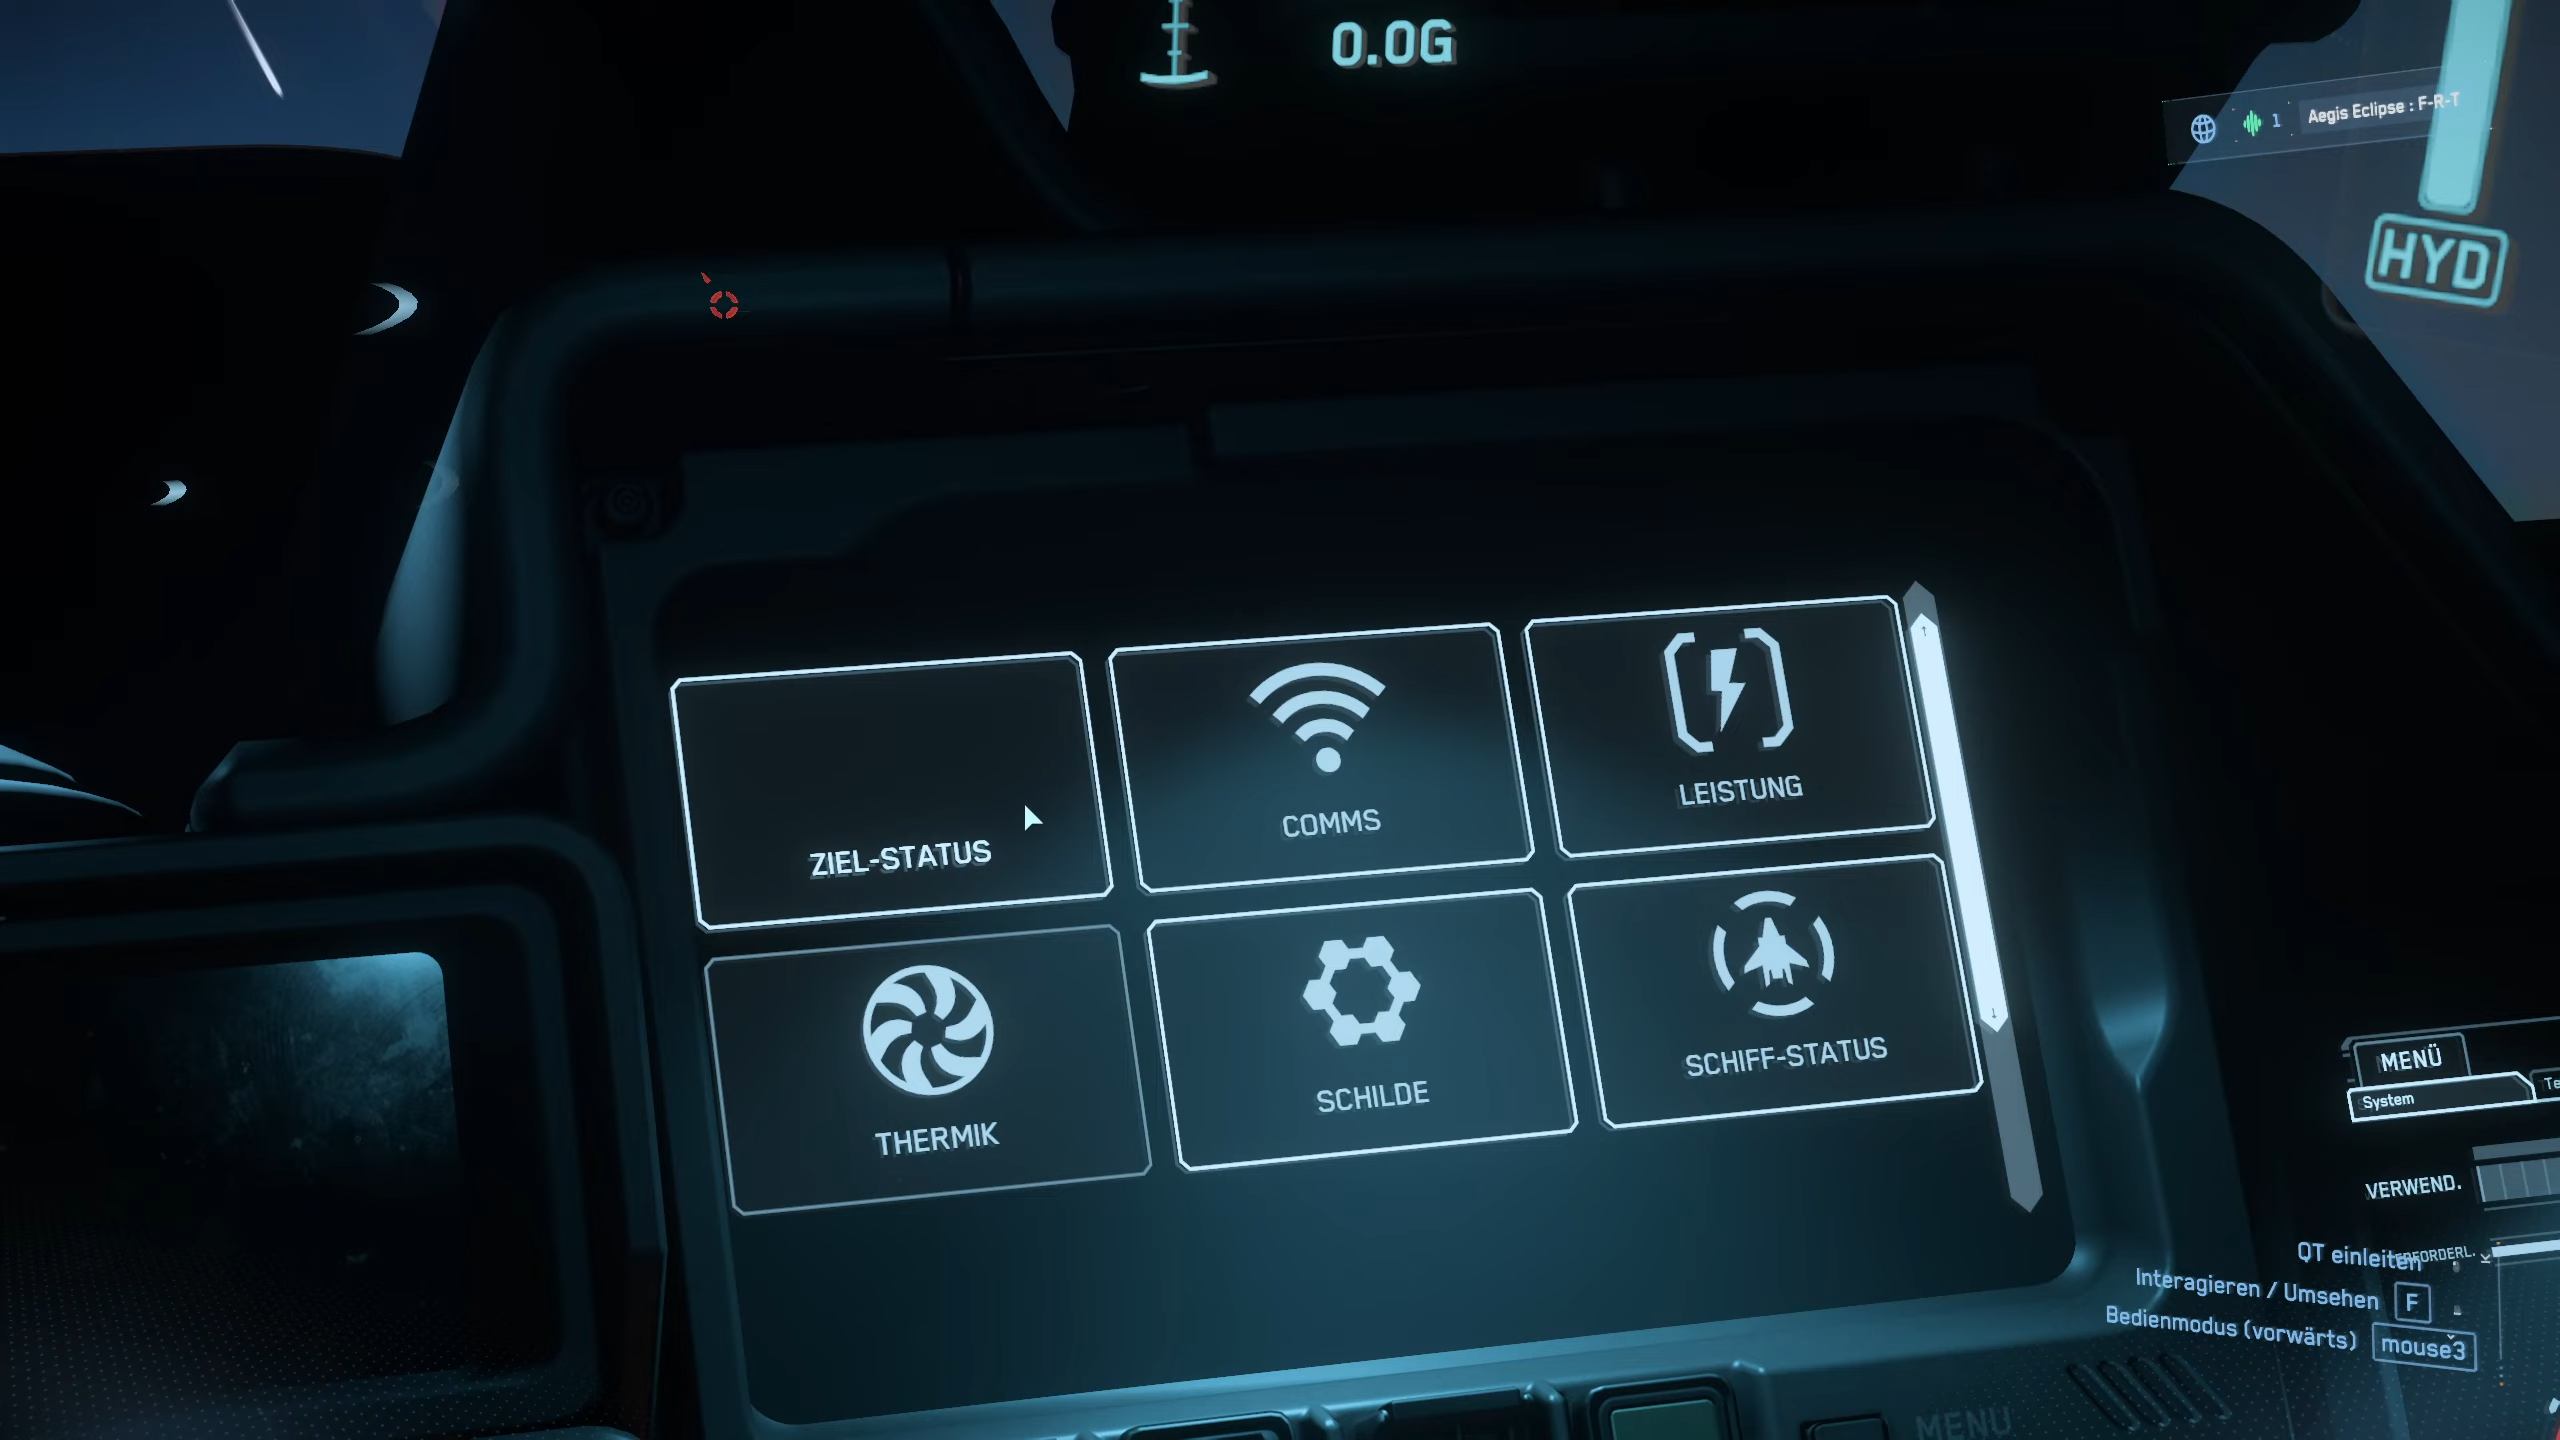 0.0G
1 Aegis Eclipse : F-R-T
HYD
ZIEL-STATUS
COMMS
LEISTUNG
THERMIK
SCHILDE
SCHIFF-STATUS
MENÜ
System
VERWEND.
QT einleiten
Interagieren / Umsehen F
Bedienmodus (vorwärts) mouse3
MENU